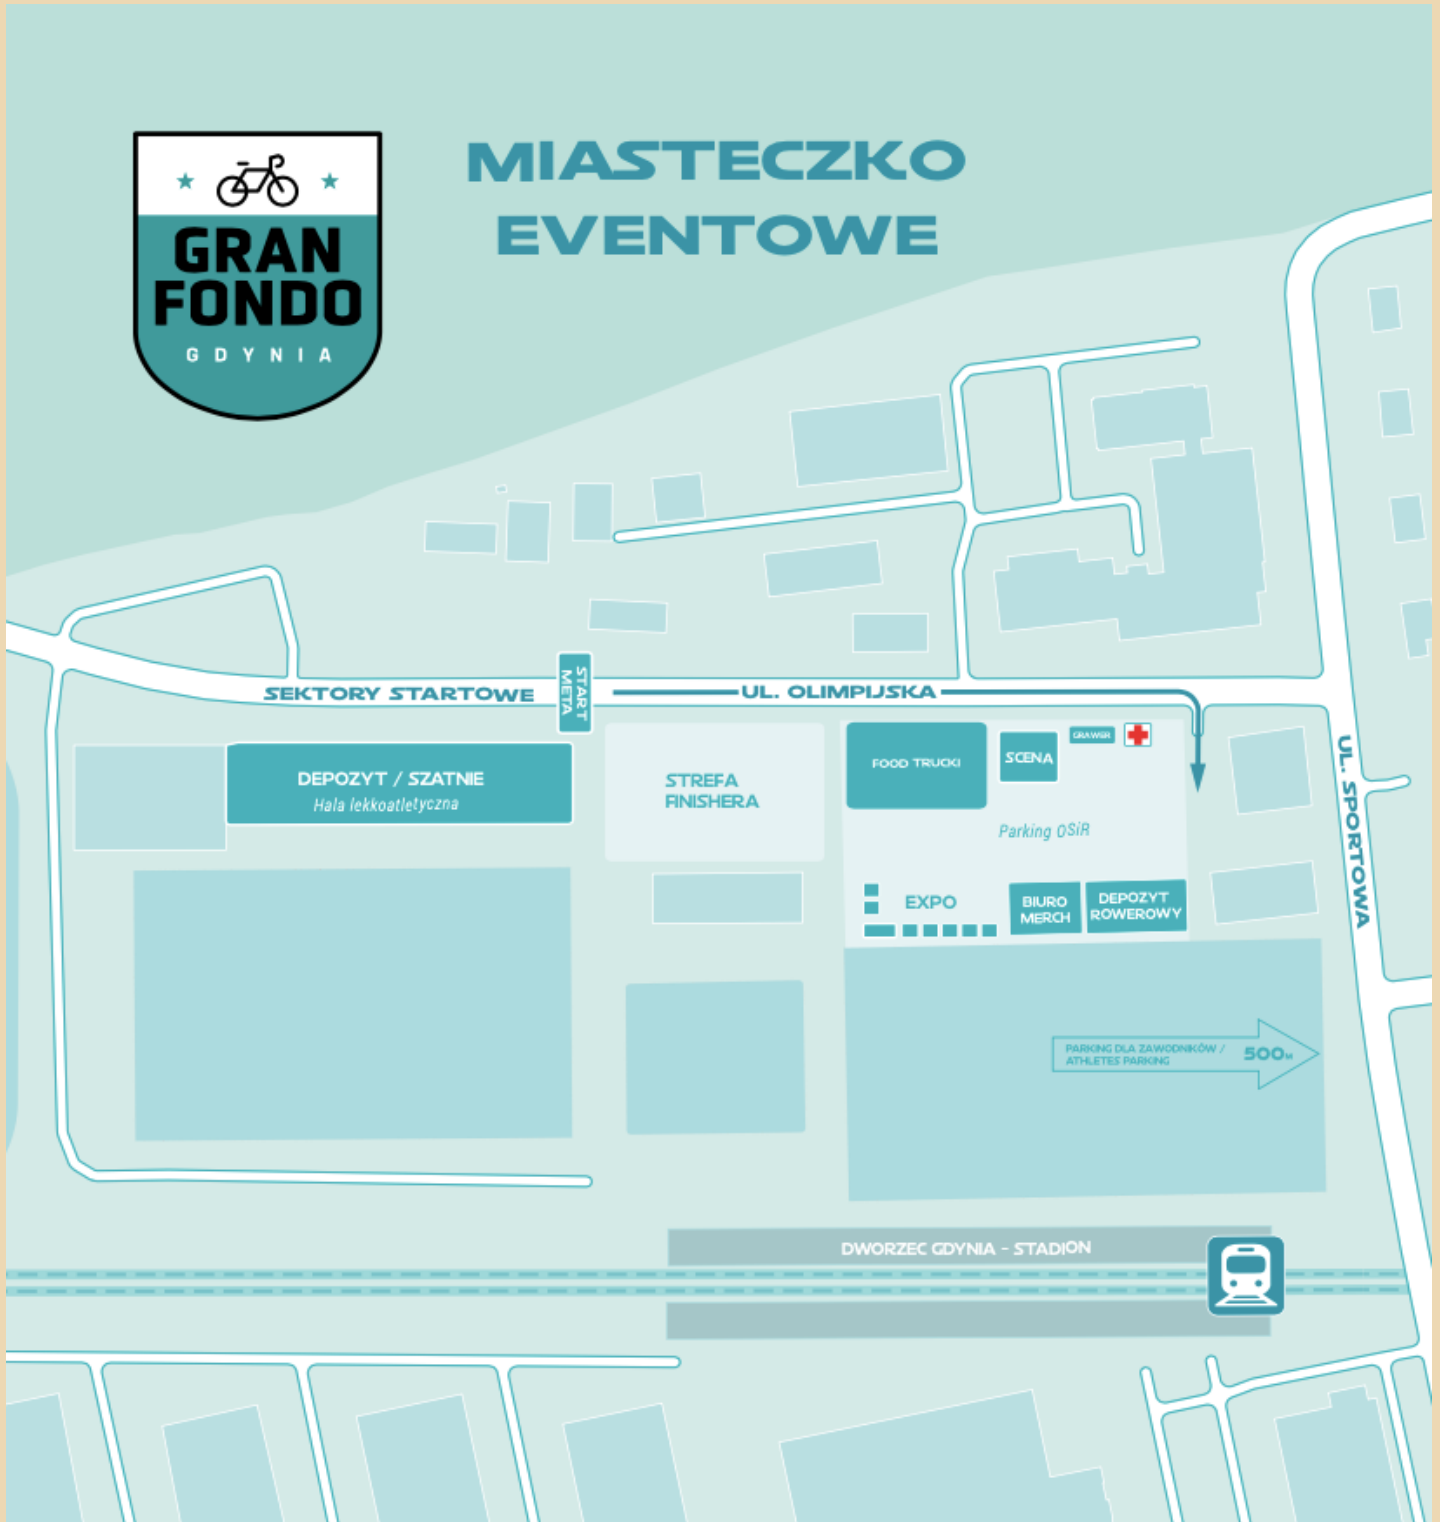 GRAN
FONDO
GDYNIA
MIASTECZKO
EVENTOWE
SEKTORY STARTOWE
START
META
UL. OLIMPIJSKA
DEPOZYT / SZATNIE
Hala lekkoatletyczna
STREFA
FINISHERA
FOOD TRUCKI
SCENA
GRAWER
Parking OSiR
EXPO
BIURO
MERCH
DEPOZYT
ROWEROWY
UL. SPORTOWA
PARKING DLA ZAWODNIKÓW /
ATHLETES PARKING
500M
DWORZEC GDYNIA - STADION